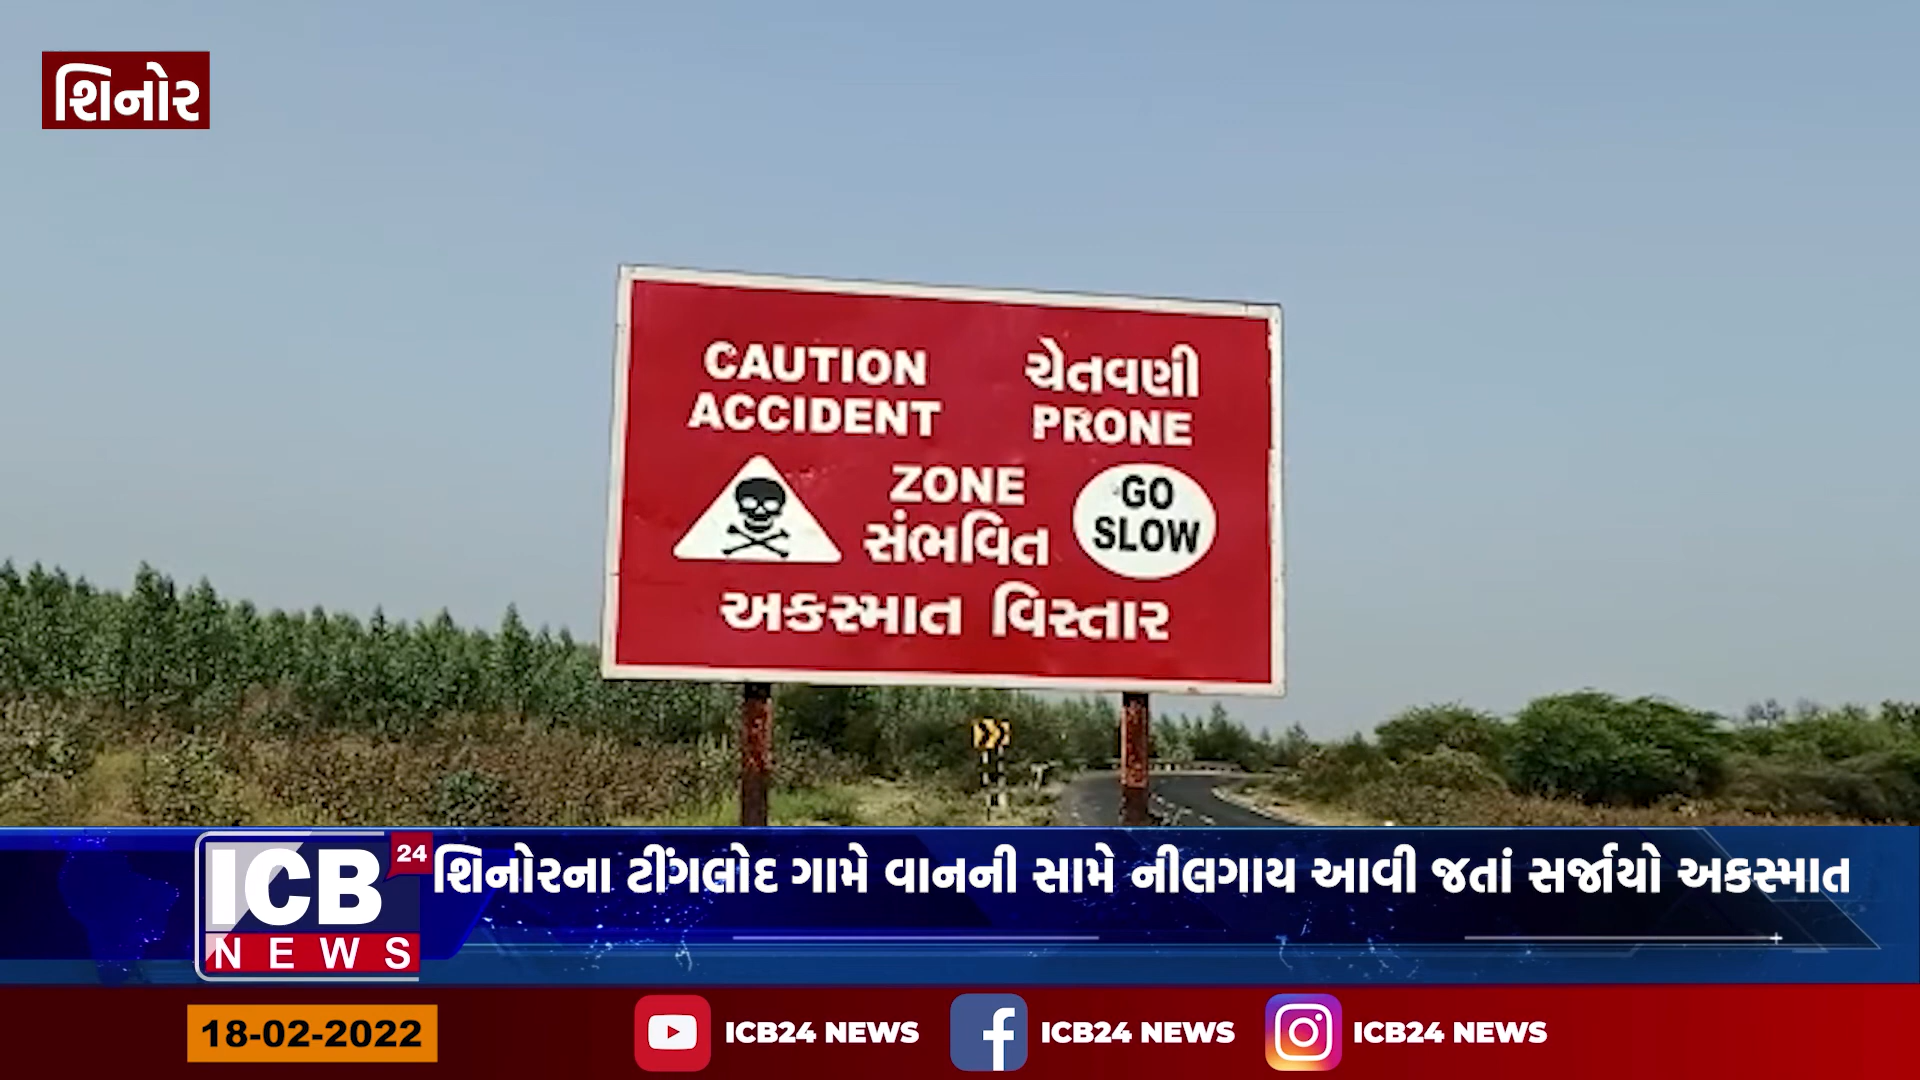 શિનોર
CAUTION ચેતવણી
ACCIDENT PRONE
ZONE
સંભવિત
GO
SLOW
અકસ્માત વિસ્તાર
ICB 24
NEWS
શિનોરના ટીંગલોદ ગામે વાનની સામે નીલગાય આવી જતાં સર્જાયો અકસ્માત
18-02-2022
ICB24 NEWS ICB24 NEWS ICB24 NEWS